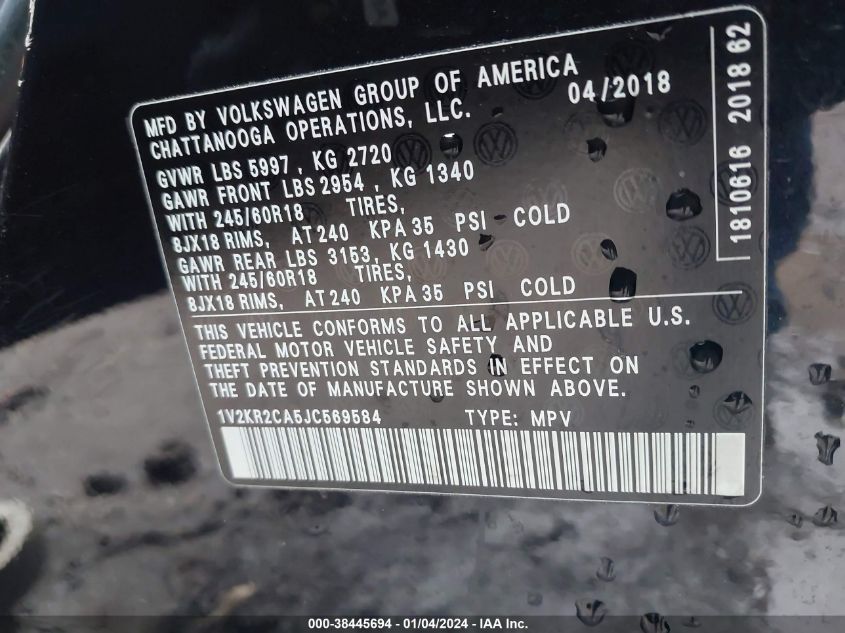 MFD BY VOLKSWAGEN GROUP OF AMERICA
CHATTANOOGA OPERATIONS, LLC.
04/2018
GVWR LBS 5997 , KG 2720
GAWR FRONT LBS 2954 , KG 1340
WITH 245/60R18 TIRES,
8JX18 RIMS, AT 240 KPA 35 PSI COLD
GAWR REAR LBS 3153, KG 1430
WITH 245/60R18 TIRES,
8JX18 RIMS, AT 240 KPA 35 PSI COLD
THIS VEHICLE CONFORMS TO ALL APPLICABLE U.S.
FEDERAL MOTOR VEHICLE SAFETY AND
THEFT PREVENTION STANDARDS IN EFFECT ON
THE DATE OF MANUFACTURE SHOWN ABOVE.
1V2KR2CA5JC569584 TYPE: MPV
1810616 2018 62
000-38445694 - 01/04/2024 - IAA Inc.